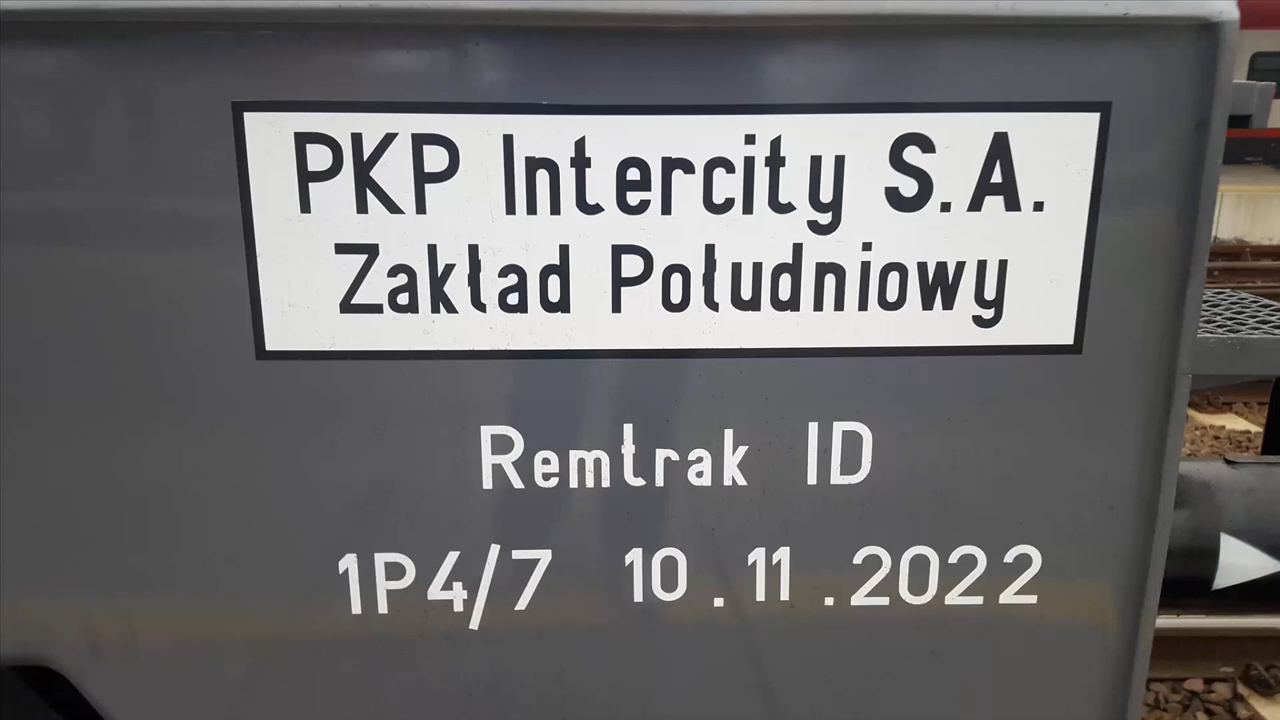 PKP Intercity S.A.
Zakład Południowy
Remtrak ID
1P4/7 10.11.2022